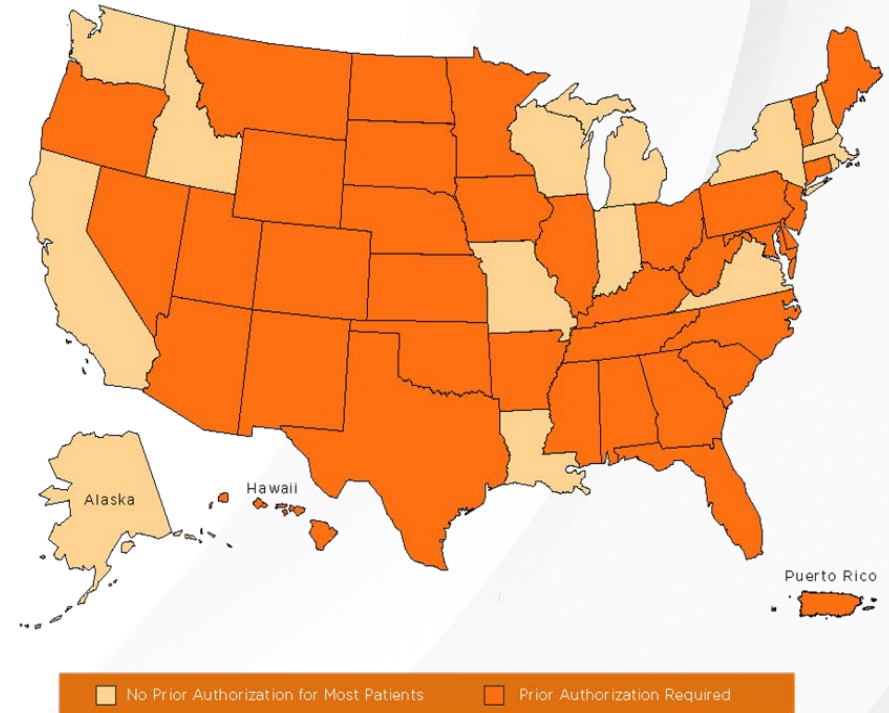 Alaska
Hawaii
Puerto Rico
No Prior Authorization for Most Patients
Prior Authorization Required